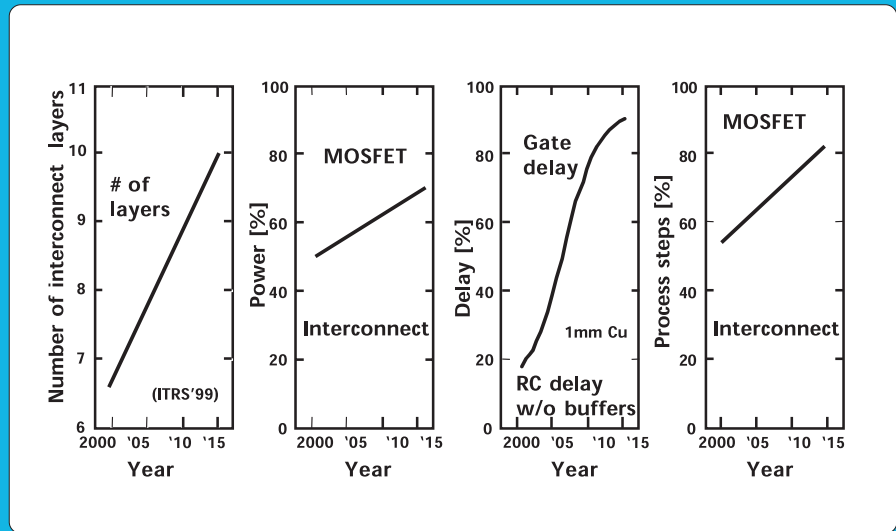 Number of interconnect layers
11
10
9
8
7
6
# of
layers
(ITRS'99)
2000 '05 '10 '15
Year
Power [%]
100
80
60
40
20
0
MOSFET
Interconnect
2000 '05 '10 '15
Year
Delay [%]
100
80
60
40
20
0
Gate
delay
1mm Cu
RC delay
w/o buffers
2000 '05 '10 '15
Year
Process steps [%]
100
80
60
40
20
0
MOSFET
Interconnect
2000 '05 '10 '15
Year